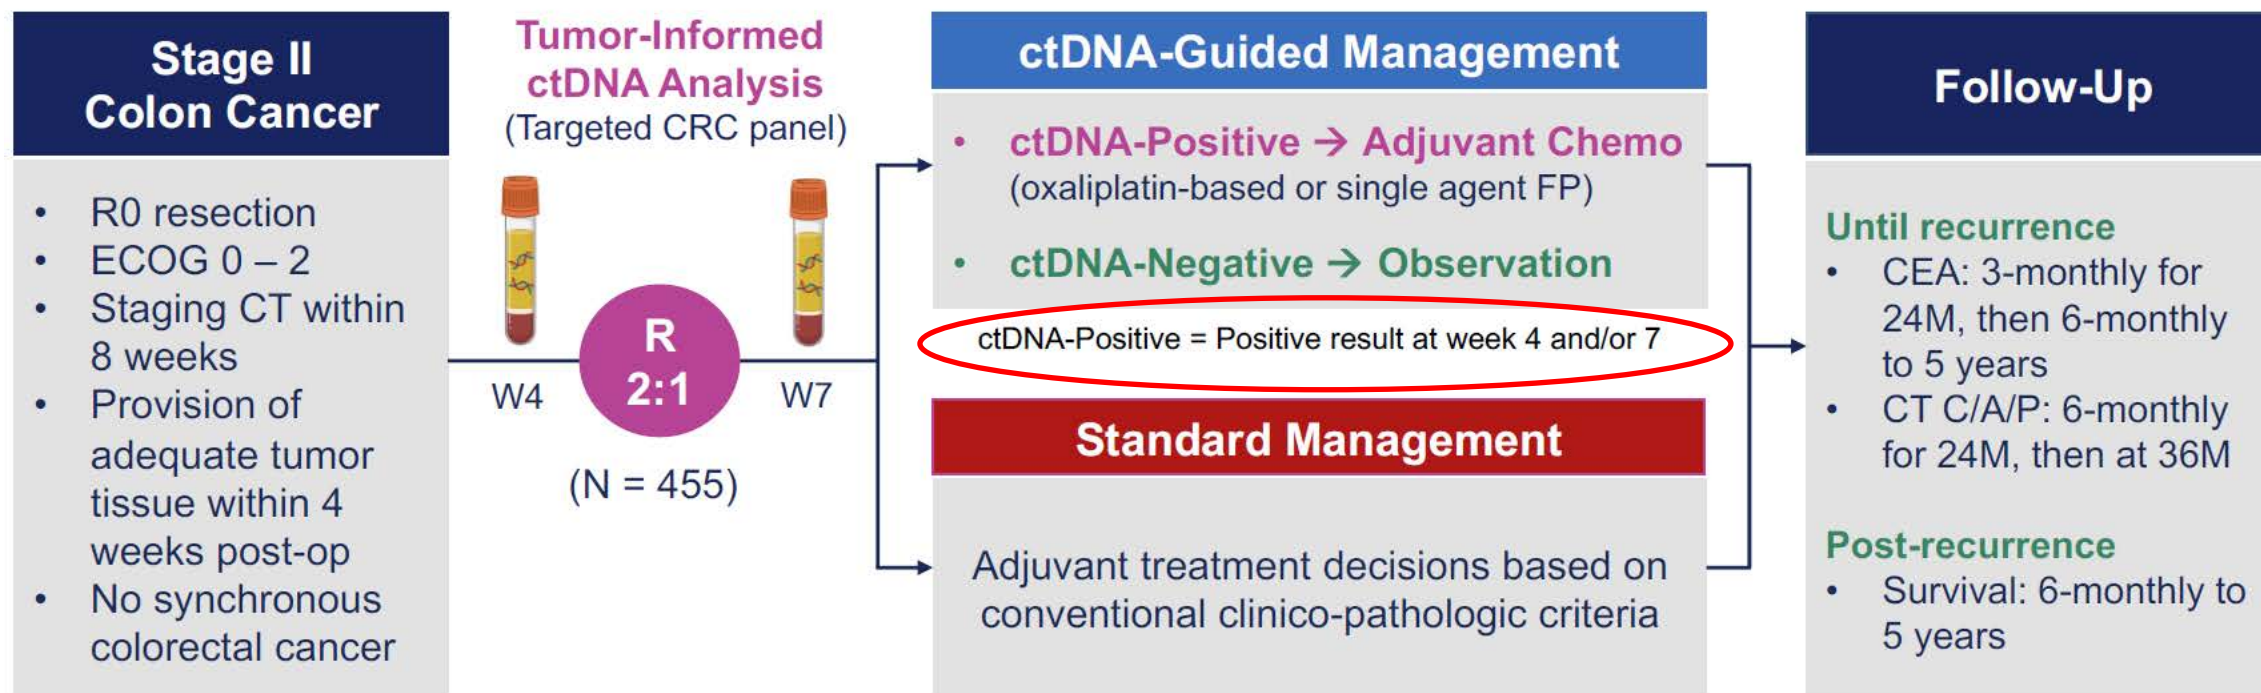 Stage II
Colon Cancer
• R0 resection
• ECOG 0 – 2
• Staging CT within
8 weeks
• Provision of
adequate tumor
tissue within 4
weeks post-op
• No synchronous
colorectal cancer
Tumor-Informed
ctDNA Analysis
(Targeted CRC panel)
W4
R
2:1
W7
(N = 455)
ctDNA-Guided Management
• ctDNA-Positive → Adjuvant Chemo
(oxaliplatin-based or single agent FP)
• ctDNA-Negative → Observation
ctDNA-Positive = Positive result at week 4 and/or 7
Standard Management
Adjuvant treatment decisions based on
conventional clinico-pathologic criteria
Follow-Up
Until recurrence
• CEA: 3-monthly for
24M, then 6-monthly
to 5 years
• CT C/A/P: 6-monthly
for 24M, then at 36M
Post-recurrence
• Survival: 6-monthly to
5 years